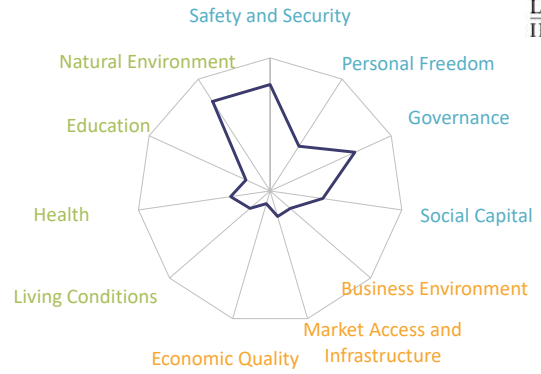 Safety and Security
Natural Environment
Personal Freedom
Education
Governance
Health
Social Capital
Living Conditions
Business Environment
Market Access and
Infrastructure
Economic Quality